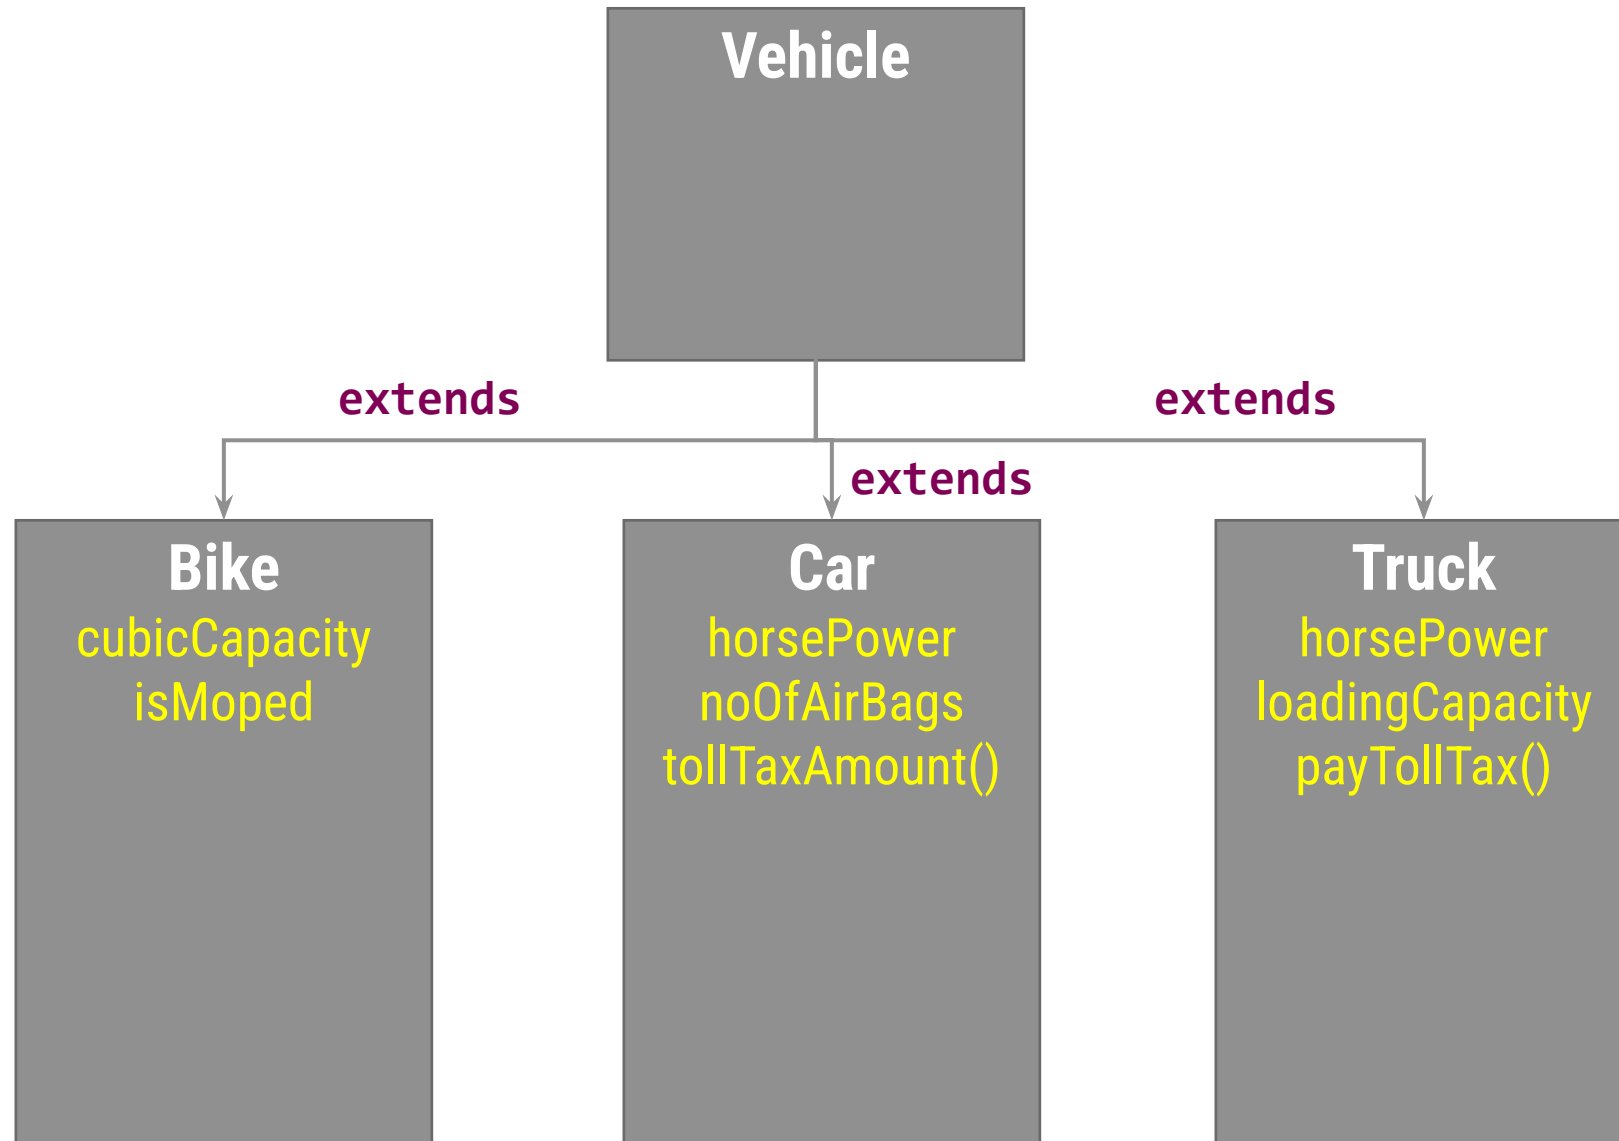 Vehicle
extends
extends
extends
Bike
cubicCapacity
isMoped
Car
horsePower
noOfAirBags
tollTaxAmount()
Truck
horsePower
loadingCapacity
payTollTax()